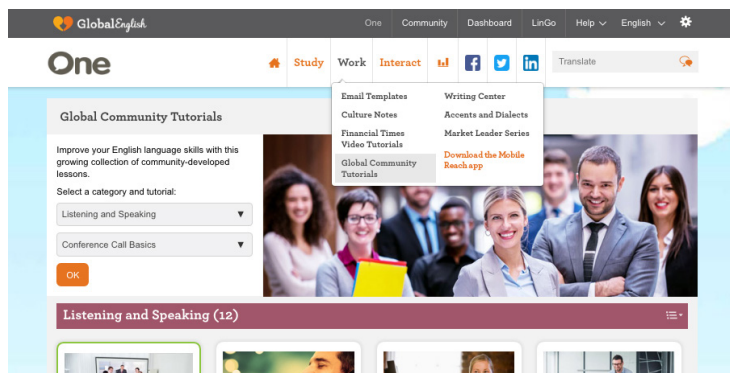 GlobalEnglish
One Community Dashboard LinGo Help English
One
Study Work Interact
Translate
Email Templates
Culture Notes
Financial Times
Video Tutorials
Global Community
Tutorials
Writing Center
Accents and Dialects
Market Leader Series
Download the Mobile
Reach app
Global Community Tutorials
Improve your English language skills with this
growing collection of community-developed
lessons.
Select a category and tutorial:
Listening and Speaking
Conference Call Basics
OK
Listening and Speaking (12)